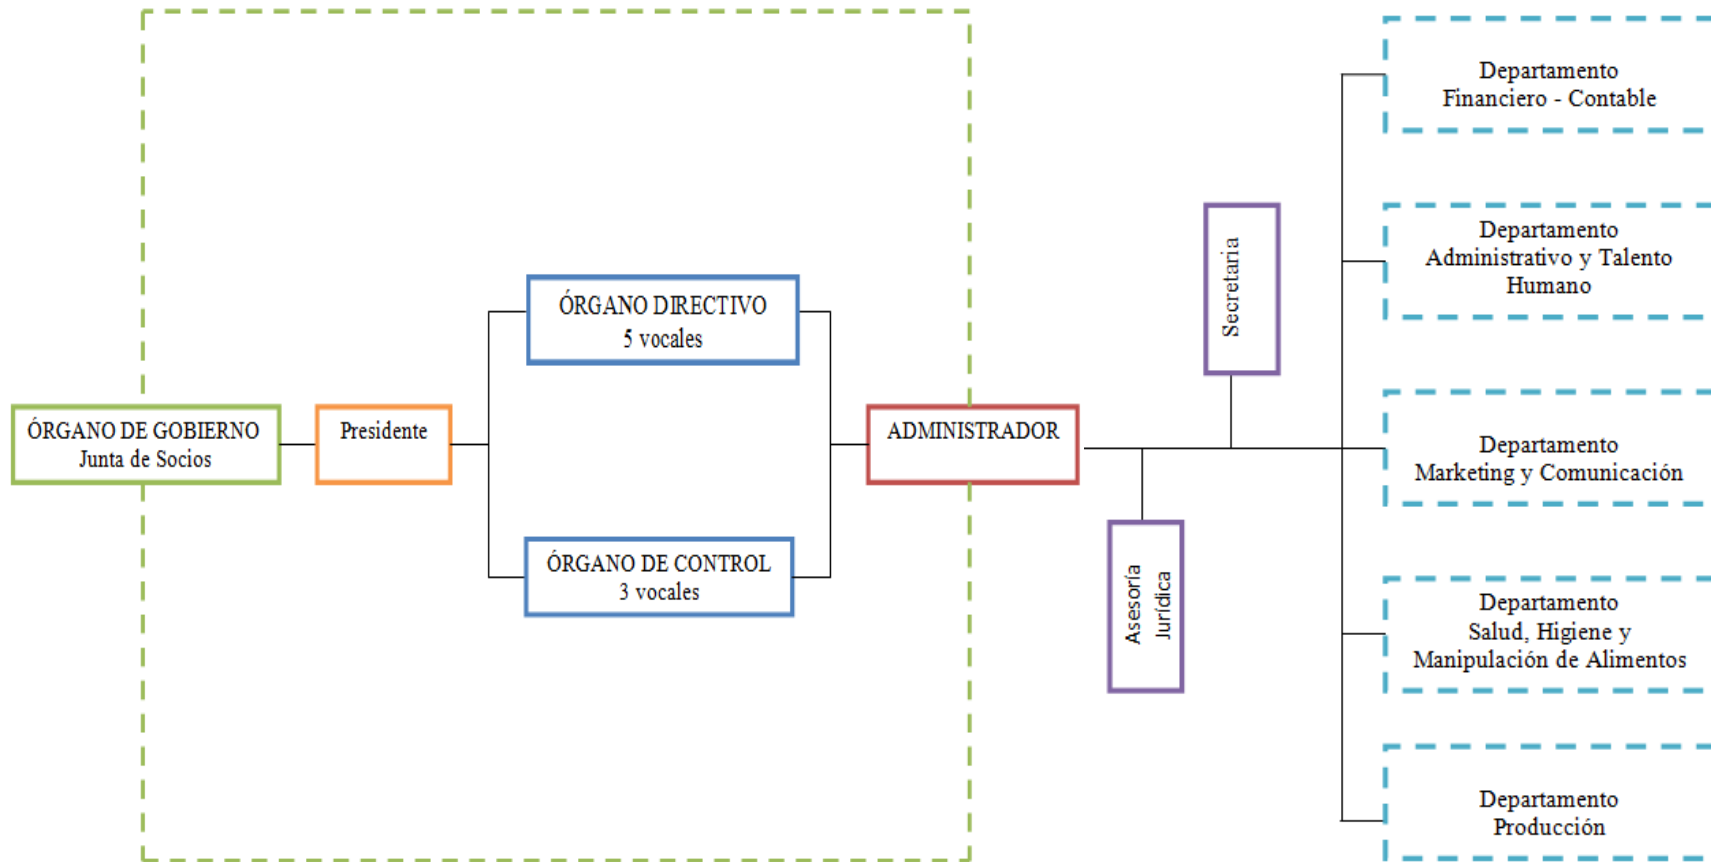 ÓRGANO DE GOBIERNO
Junta de Socios
Presidente
ÓRGANO DIRECTIVO
5 vocales
ÓRGANO DE CONTROL
3 vocales
ADMINISTRADOR
Secretaria
Asesoría
Jurídica
Departamento
Financiero - Contable
Departamento
Administrativo y Talento
Humano
Departamento
Marketing y Comunicación
Departamento
Salud, Higiene y
Manipulación de Alimentos
Departamento
Producción